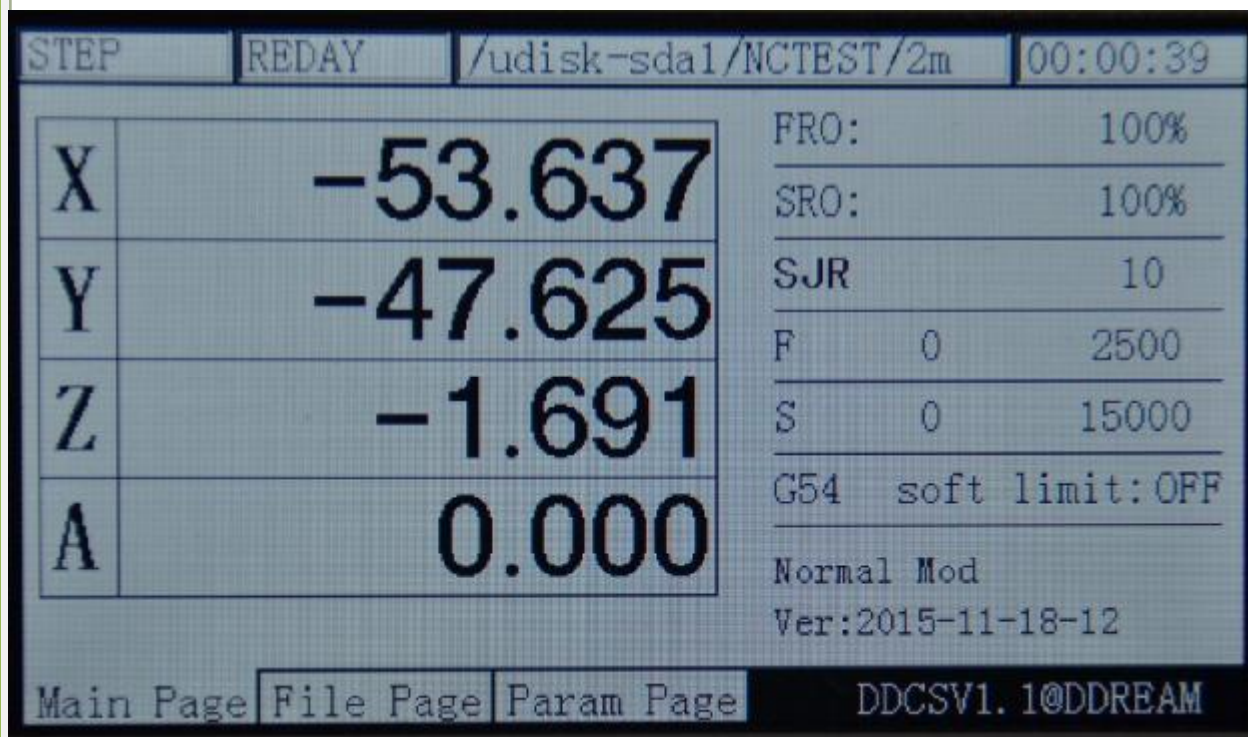 STEP REDAY /udisk-sda1/NCTEST/2m 00:00:39
X -53.637
Y -47.625
Z -1.691
A 0.000
FRO: 100%
SRO: 100%
SJR 10
F 0 2500
S 0 15000
G54 soft limit:OFF
Normal Mod
Ver:2015-11-18-12
Main Page File Page Param Page DDCSV1.1@DDREAM